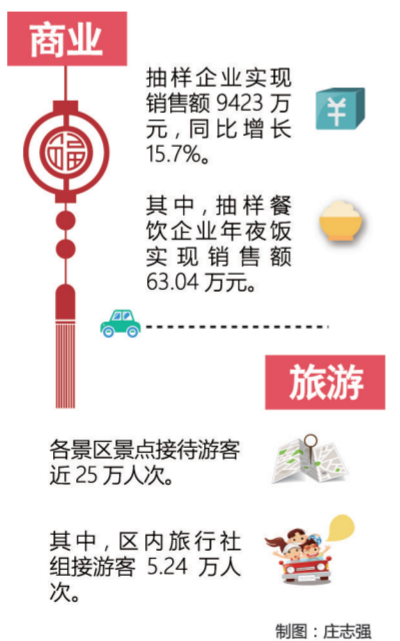 商业
抽样企业实现
销售额 9423 万
元，同比增长
15.7%。
福
其中，抽样餐
饮企业年夜饭
实现销售额
63.04 万元。
旅游
各景区景点接待游客
近 25 万人次。
其中，区内旅行社
组接游客 5.24 万人
次。
制图：庄志强